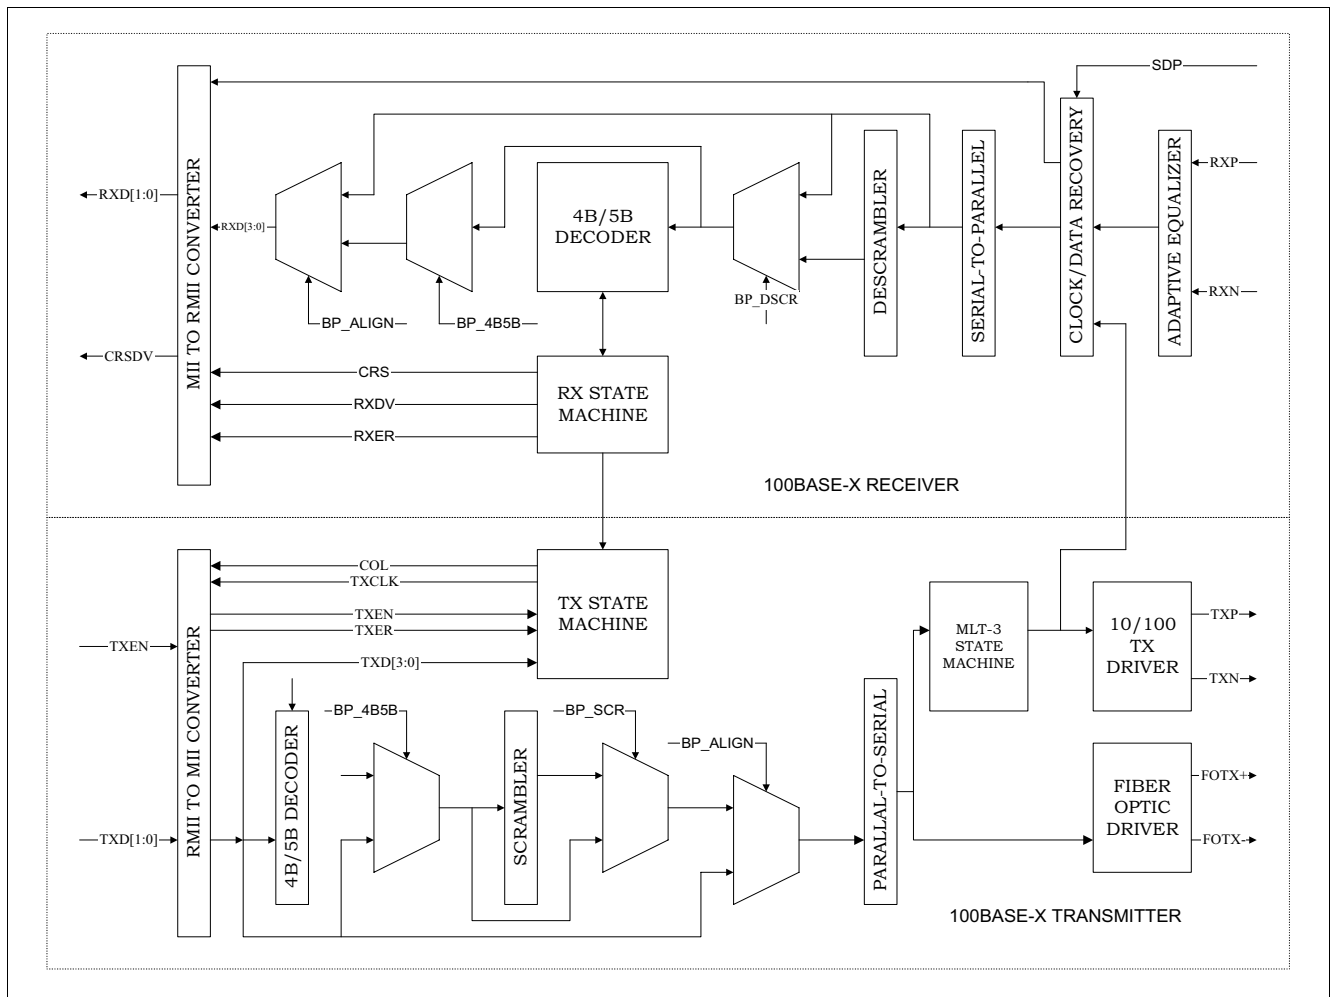 SDP
MII TO RMII CONVERTER
CLOCK/DATA RECOVERY
DESCRAMBLER
SERIAL-TO-PARALLEL
ADAPTIVE EQUALIZER
RXP
RXD[1:0]
RXD[3:0]
4B/5B
DECODER
RXN
BP_DSCR
BP_ALIGN
BP_4B5B
CRSDV
CRS
RXDV
RXER
RX STATE
MACHINE
100BASE-X RECEIVER
RMII TO MII CONVERTER
COL
TXCLK
TXEN
TXER
TXD[3:0]
TX STATE
MACHINE
TXEN
MLT-3
STATE
MACHINE
10/100
TX
DRIVER
TXP
TXN
BP_4B5B
BP_SCR
BP_ALIGN
4B/5B DECODER
SCRAMBLER
PARALLAL-TO-SERIAL
TXD[1:0]
FIBER
OPTIC
DRIVER
FOTX+
FOTX-
100BASE-X TRANSMITTER